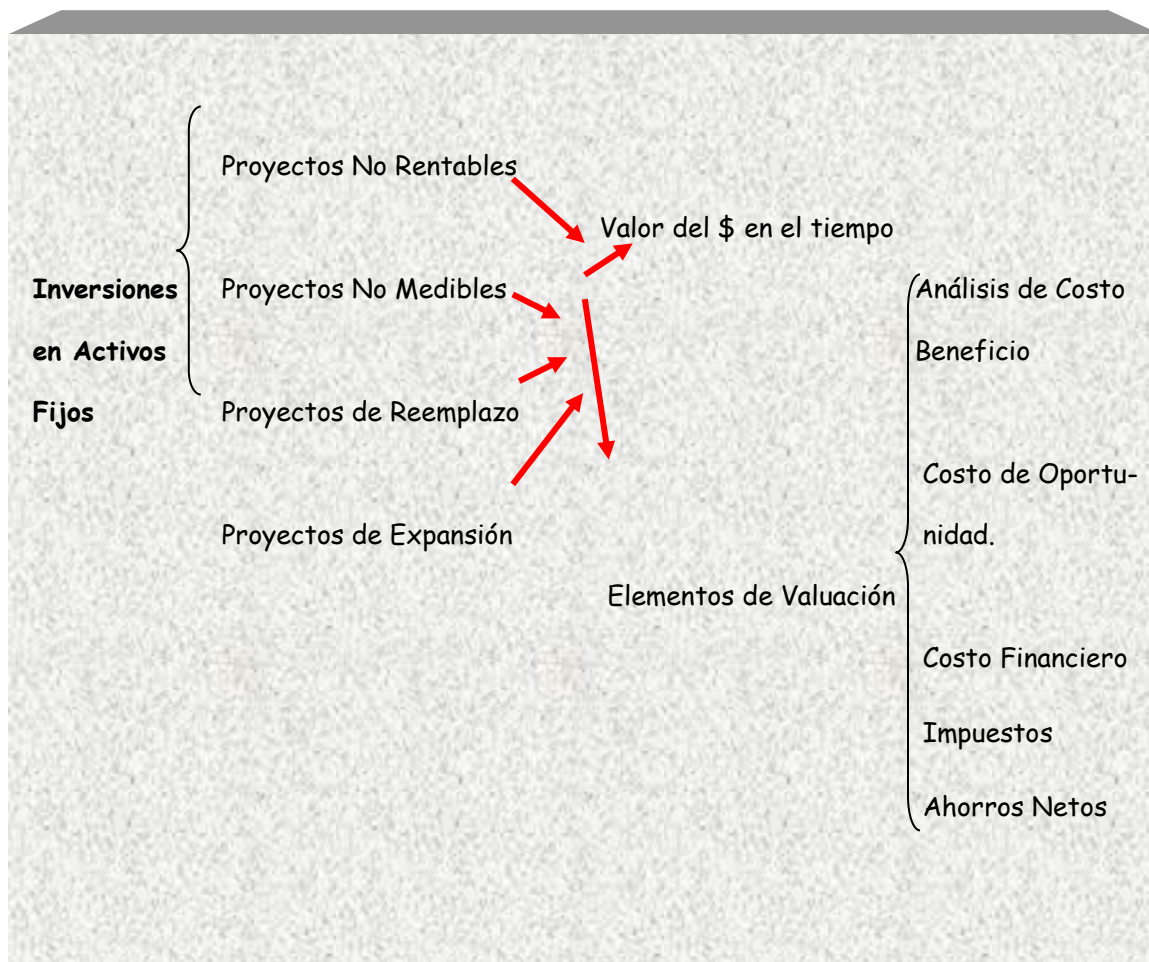 Proyectos No Rentables
Valor del $ en el tiempo
Inversiones
en Activos
Fijos
Proyectos No Medibles
Proyectos de Reemplazo
Proyectos de Expansión
Elementos de Valuación
Análisis de Costo
Beneficio
Costo de Oportu-
nidad.
Costo Financiero
Impuestos
Ahorros Netos